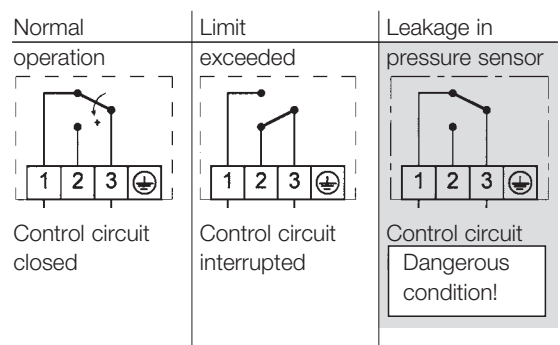 Normal
operation
+
1 2 3
Control circuit
closed
Limit
exceeded
1 2 3
Control circuit
interrupted
Leakage in
pressure sensor
1 2 3
Control circuit
Dangerous
condition!